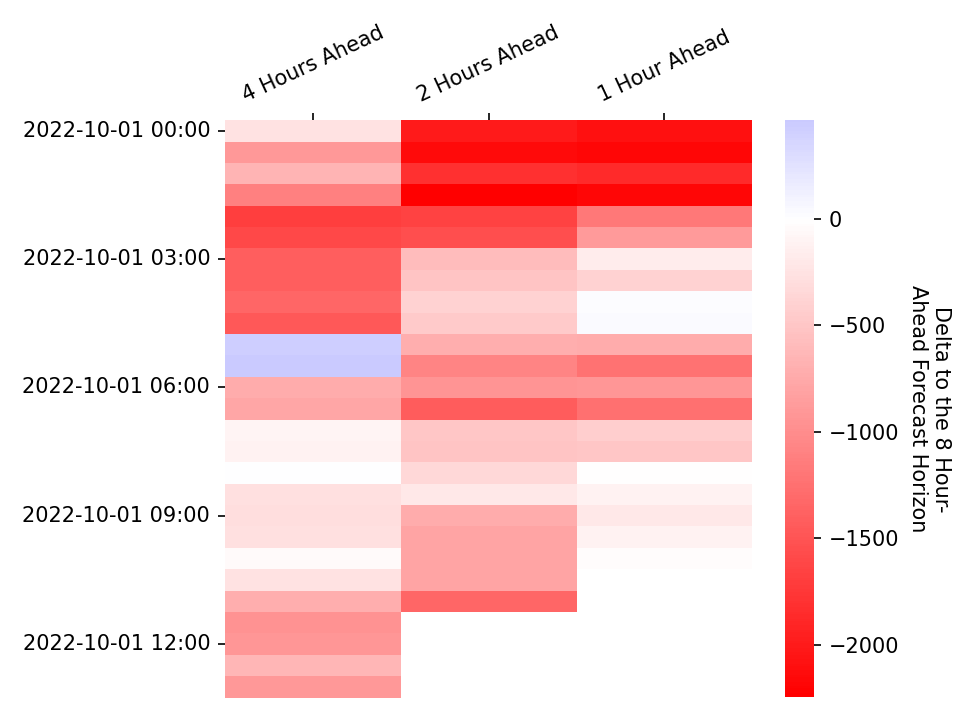 4 Hours Ahead
2 Hours Ahead
1 Hour Ahead
2022-10-01 00:00
2022-10-01 03:00
2022-10-01 06:00
2022-10-01 09:00
2022-10-01 12:00
0
−500
−1000
−1500
−2000
Delta to the 8 Hour-
Ahead Forecast Horizon